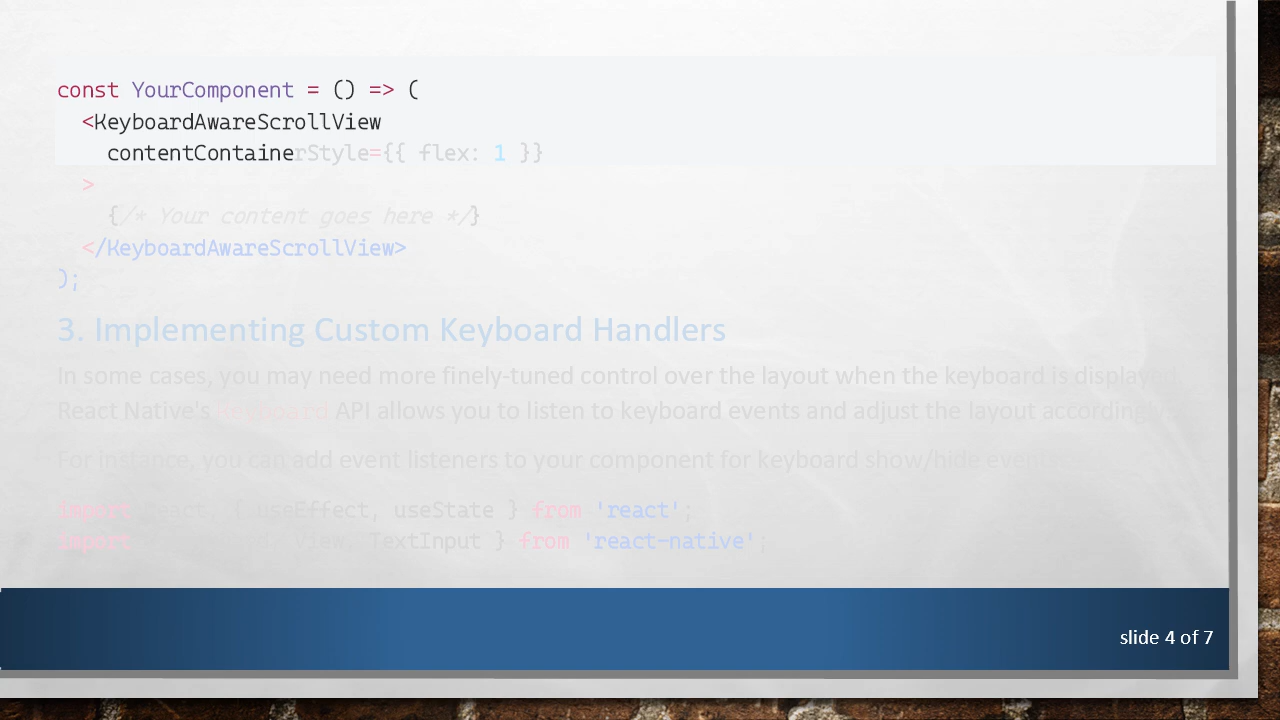 const YourComponent = () => (
<KeyboardAwareScrollView
contentContainerStyle={{ flex: 1 }}
>
{/* Your content goes here */}
</KeyboardAwareScrollView>
);
3. Implementing Custom Keyboard Handlers
In some cases, you may need more finely-tuned control over the layout when the keyboard is displayed.
React Native's Keyboard API allows you to listen to keyboard events and adjust the layout accordingly.
For instance, you can add event listeners to your component for keyboard show/hide events:
import React, { useEffect, useState } from 'react';
import { Keyboard, View, TextInput } from 'react-native';
slide 4 of 7